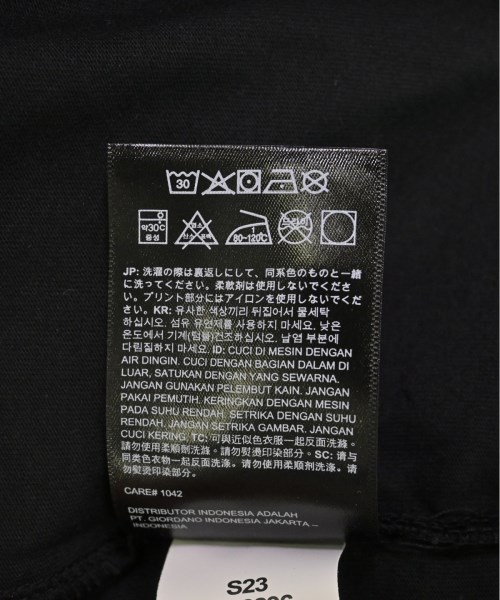 30
약30℃
중성
80~120℃
드라이
JP: 洗濯の際は裏返しにして、同系色のものと一緒
に洗ってください。柔軟剤は使用しないでくださ
い。プリント部分にはアイロンを使用しないでくだ
さい。KR: 유사한 색상끼리 뒤집어서 물세탁
하십시오. 섬유 유연제를 사용하지 마세요. 낮은
온도에서 기계(텀블) 건조하십시오. 날염 부분에
다림질하지 마세요. ID: CUCI DI MESIN DENGAN
AIR DINGIN. CUCI DENGAN BAGIAN DALAM DI
LUAR, SATUKAN DENGAN YANG SEWARNA.
JANGAN GUNAKAN PELEMBUT KAIN. JANGAN
PAKAI PEMUTIH. KERINGKAN DENGAN MESIN
PADA SUHU RENDAH. SETRIKA DENGAN SUHU
RENDAH. JANGAN SETRIKA GAMBAR. JANGAN
CUCI KERING. TC: 可與近似色衣服一起反面洗滌。
請勿使用柔順劑洗滌。請勿熨燙印染部分。SC: 请与
同类色衣物一起反面洗涤。请勿使用柔顺剂洗涤。请
勿熨烫印染部分。
CARE# 1042
DISTRIBUTOR INDONESIA ADALAH
PT. GIORDANO INDONESIA JAKARTA –
INDONESIA
S23